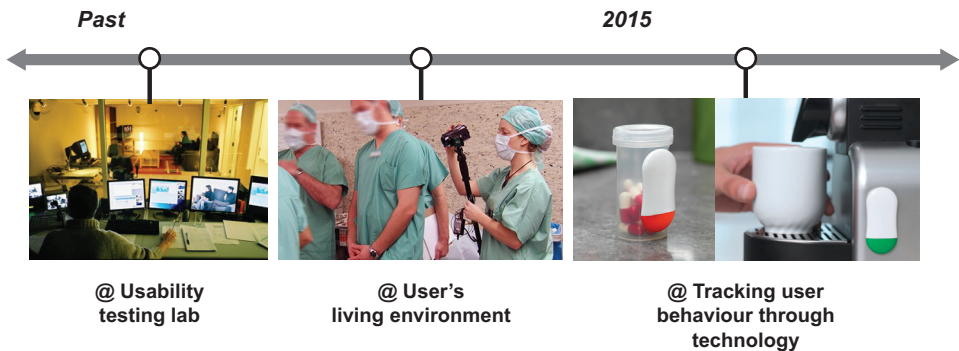 Past
2015
@ Usability
testing lab
@ User's
living environment
@ Tracking user
behaviour through
technology